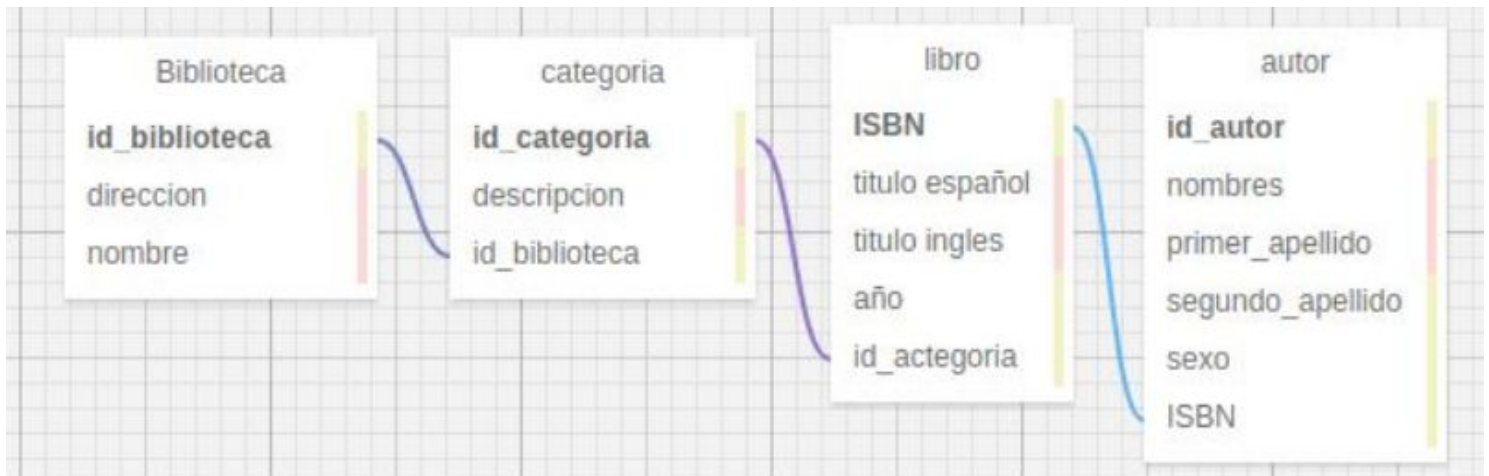 Biblioteca
id_biblioteca
direccion
nombre
categoria
id_categoria
descripcion
id_biblioteca
libro
ISBN
titulo español
titulo ingles
año
id_actegoria
autor
id_autor
nombres
primer_apellido
segundo_apellido
sexo
ISBN